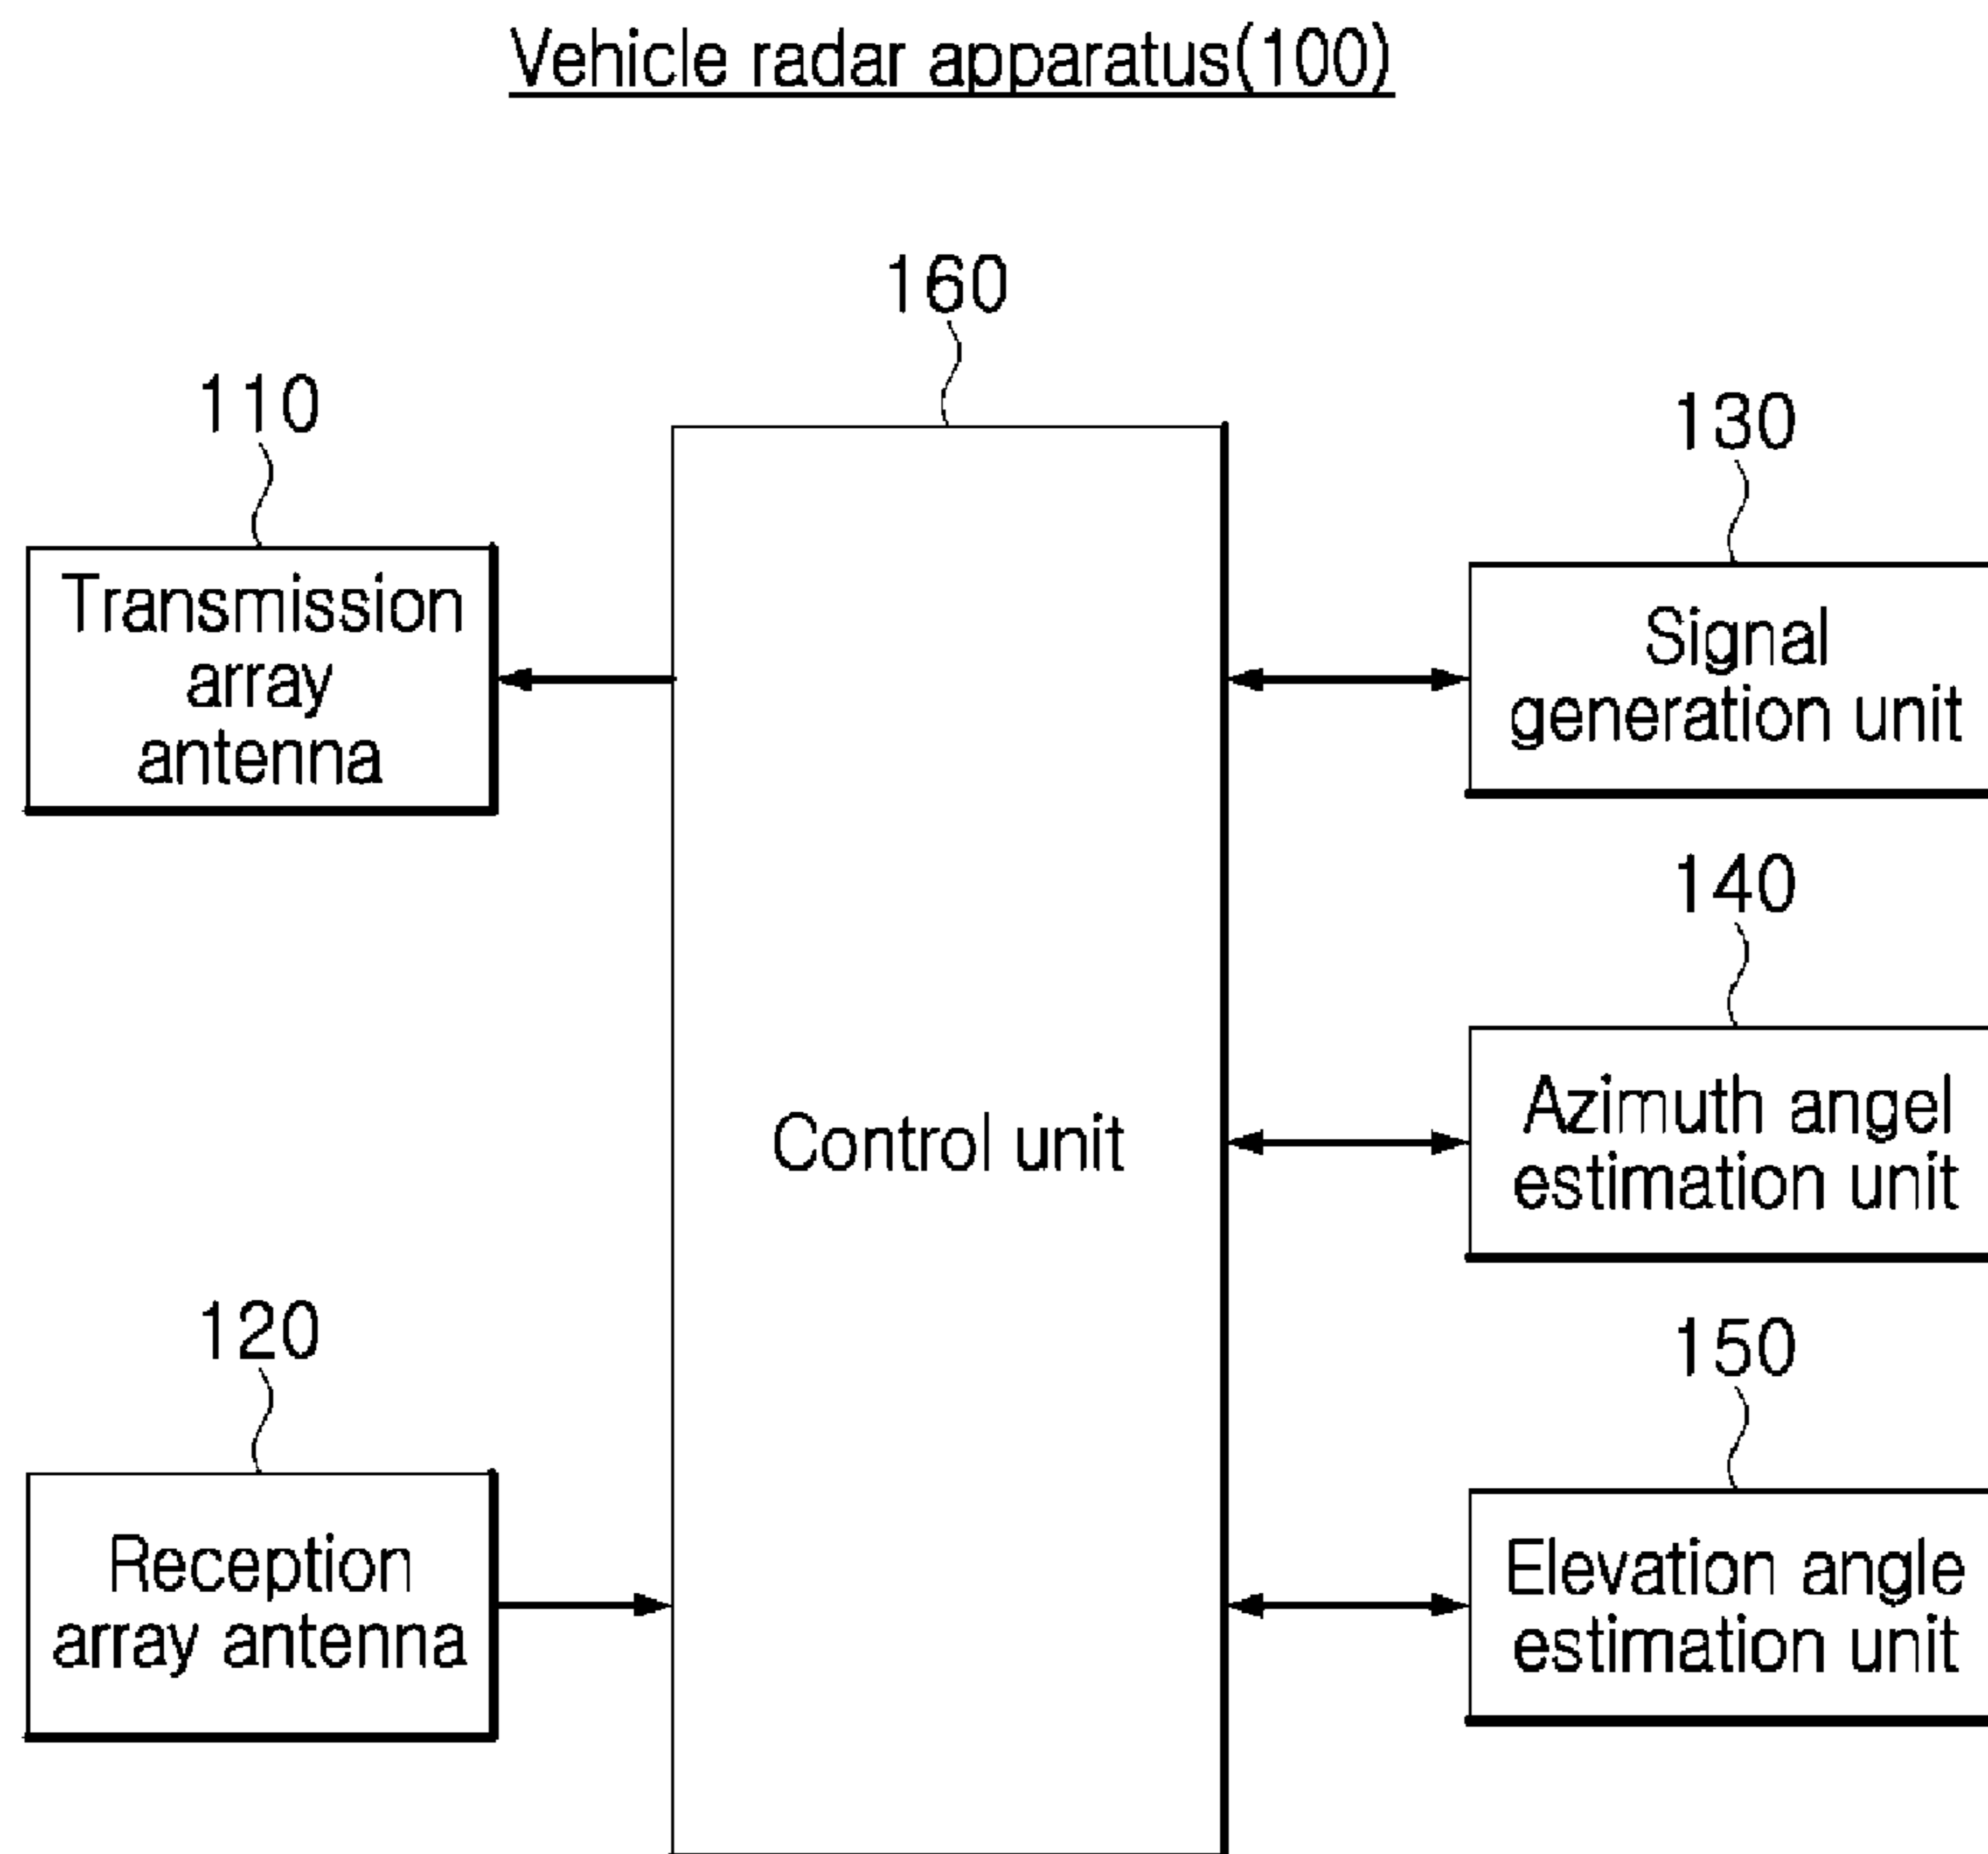 Vehicle radar apparatus(100)
160
110
130
Transmission
array
antenna
Signal
generation unit
140
Control unit
Azimuth angel
estimation unit
120
150
Reception
array antenna
Elevation angle
estimation unit